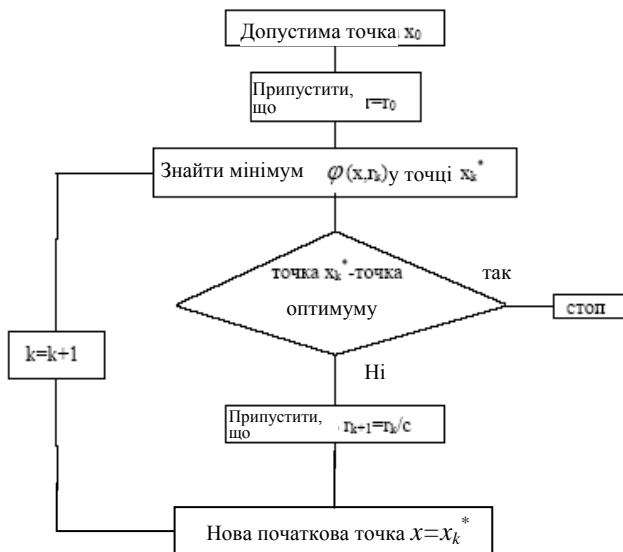 Допустима точка x₀
Припустити,
що r=r₀
Знайти мінімум φ(x,rₖ) у точці xₖ*
точка xₖ*-точка
оптимуму
так
стоп
Ні
k=k+1
Припустити,
що rₖ₊₁=rₖ/c
Нова початкова точка x=xₖ*